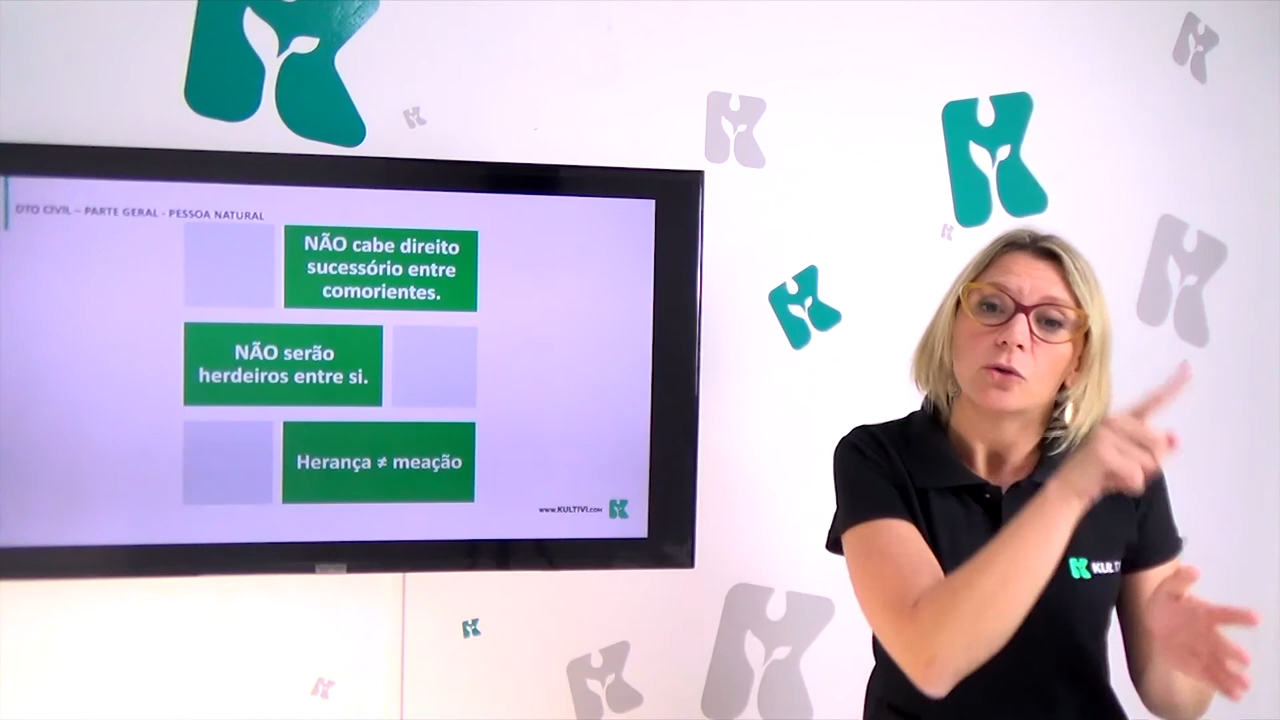 DTO CIVIL – PARTE GERAL - PESSOA NATURAL
NÃO cabe direito
sucessório entre
comorientes.
NÃO serão
herdeiros entre si.
Herança ≠ meação
www.KULTIVI.COM